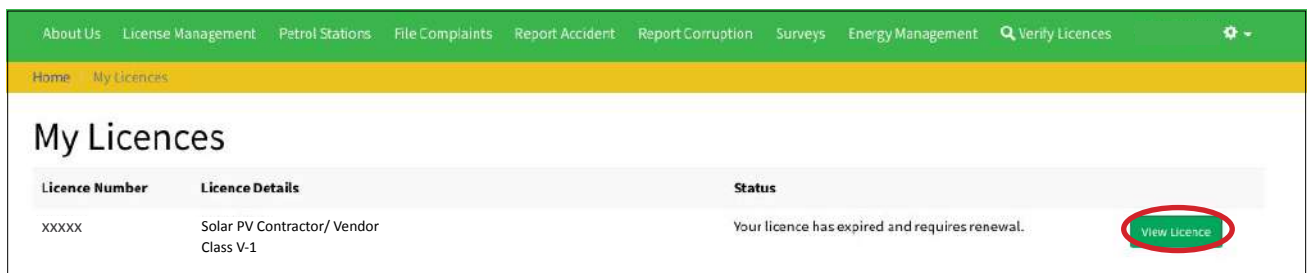 About Us License Management Petrol Stations File Complaints Report Accident Report Corruption Surveys Energy Management Verify Licences
Home My Licences
My Licences
Licence Number Licence Details Status
XXXXX Solar PV Contractor/ Vendor Your licence has expired and requires renewal. View Licence
Class V-1